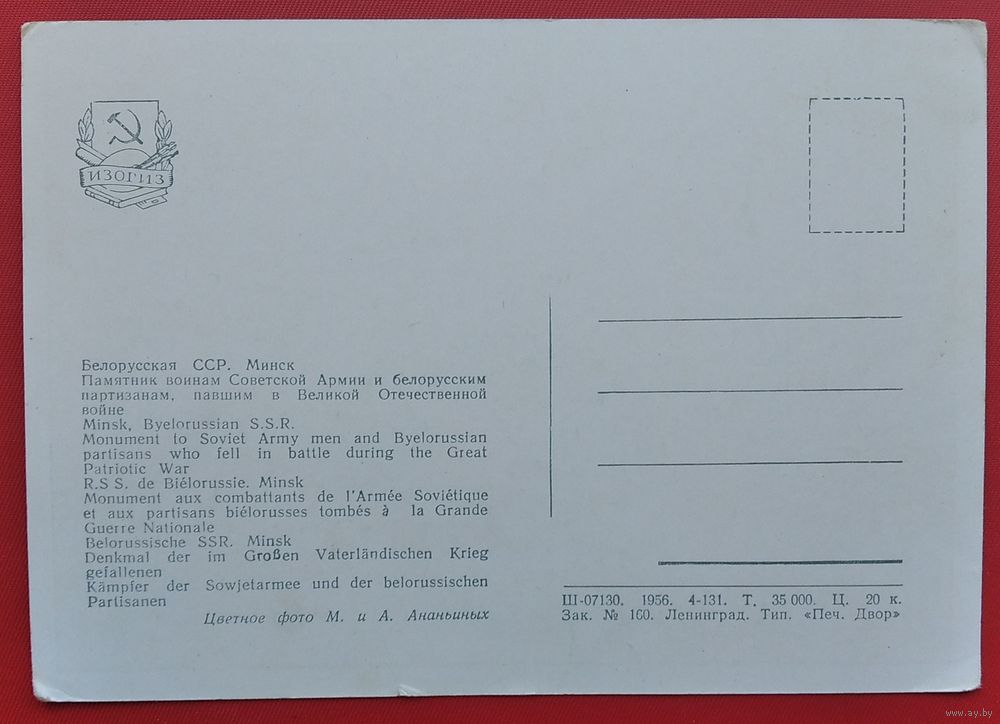 ИЗОГИЗ
Белорусская ССР. Минск
Памятник воинам Советской Армии и белорусским
партизанам, павшим в Великой Отечественной
войне
Minsk, Byelorussian S.S.R.
Monument to Soviet Army men and Byelorussian
partisans who fell in battle during the Great
Patriotic War
R.S S. de Biélorussie. Minsk
Monument aux combattants de l'Armée Soviétique
et aux partisans biélorusses tombés à la Grande
Guerre Nationale
Belorussische SSR. Minsk
Denkmal der im Großen Vaterländischen Krieg
gefallenen
Kämpfer der Sowjetarmee und der belorussischen
Partisanen
Цветное фото М. и А. Ананьиных
Ш-07130. 1956. 4-131. Т. 35 000. Ц. 20 к.
Зак. № 160. Ленинград. Тип. «Печ. Двор»
www.ay.by